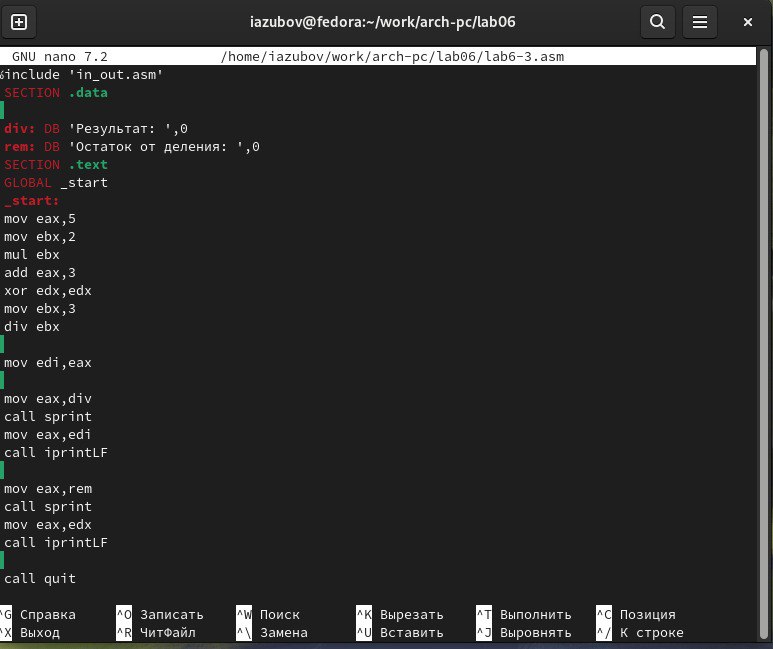 iazubov@fedora:~/work/arch-pc/lab06
GNU nano 7.2 /home/iazubov/work/arch-pc/lab06/lab6-3.asm
%include 'in_out.asm'
SECTION .data
div: DB 'Результат: ',0
rem: DB 'Остаток от деления: ',0
SECTION .text
GLOBAL _start
_start:
mov eax,5
mov ebx,2
mul ebx
add eax,3
xor edx,edx
mov ebx,3
div ebx
mov edi,eax
mov eax,div
call sprint
mov eax,edi
call iprintLF
mov eax,rem
call sprint
mov eax,edx
call iprintLF
call quit
^G Справка ^O Записать ^W Поиск ^K Вырезать ^T Выполнить ^C Позиция
^X Выход ^R ЧитФайл ^\ Замена ^U Вставить ^J Выровнять ^/ К строке